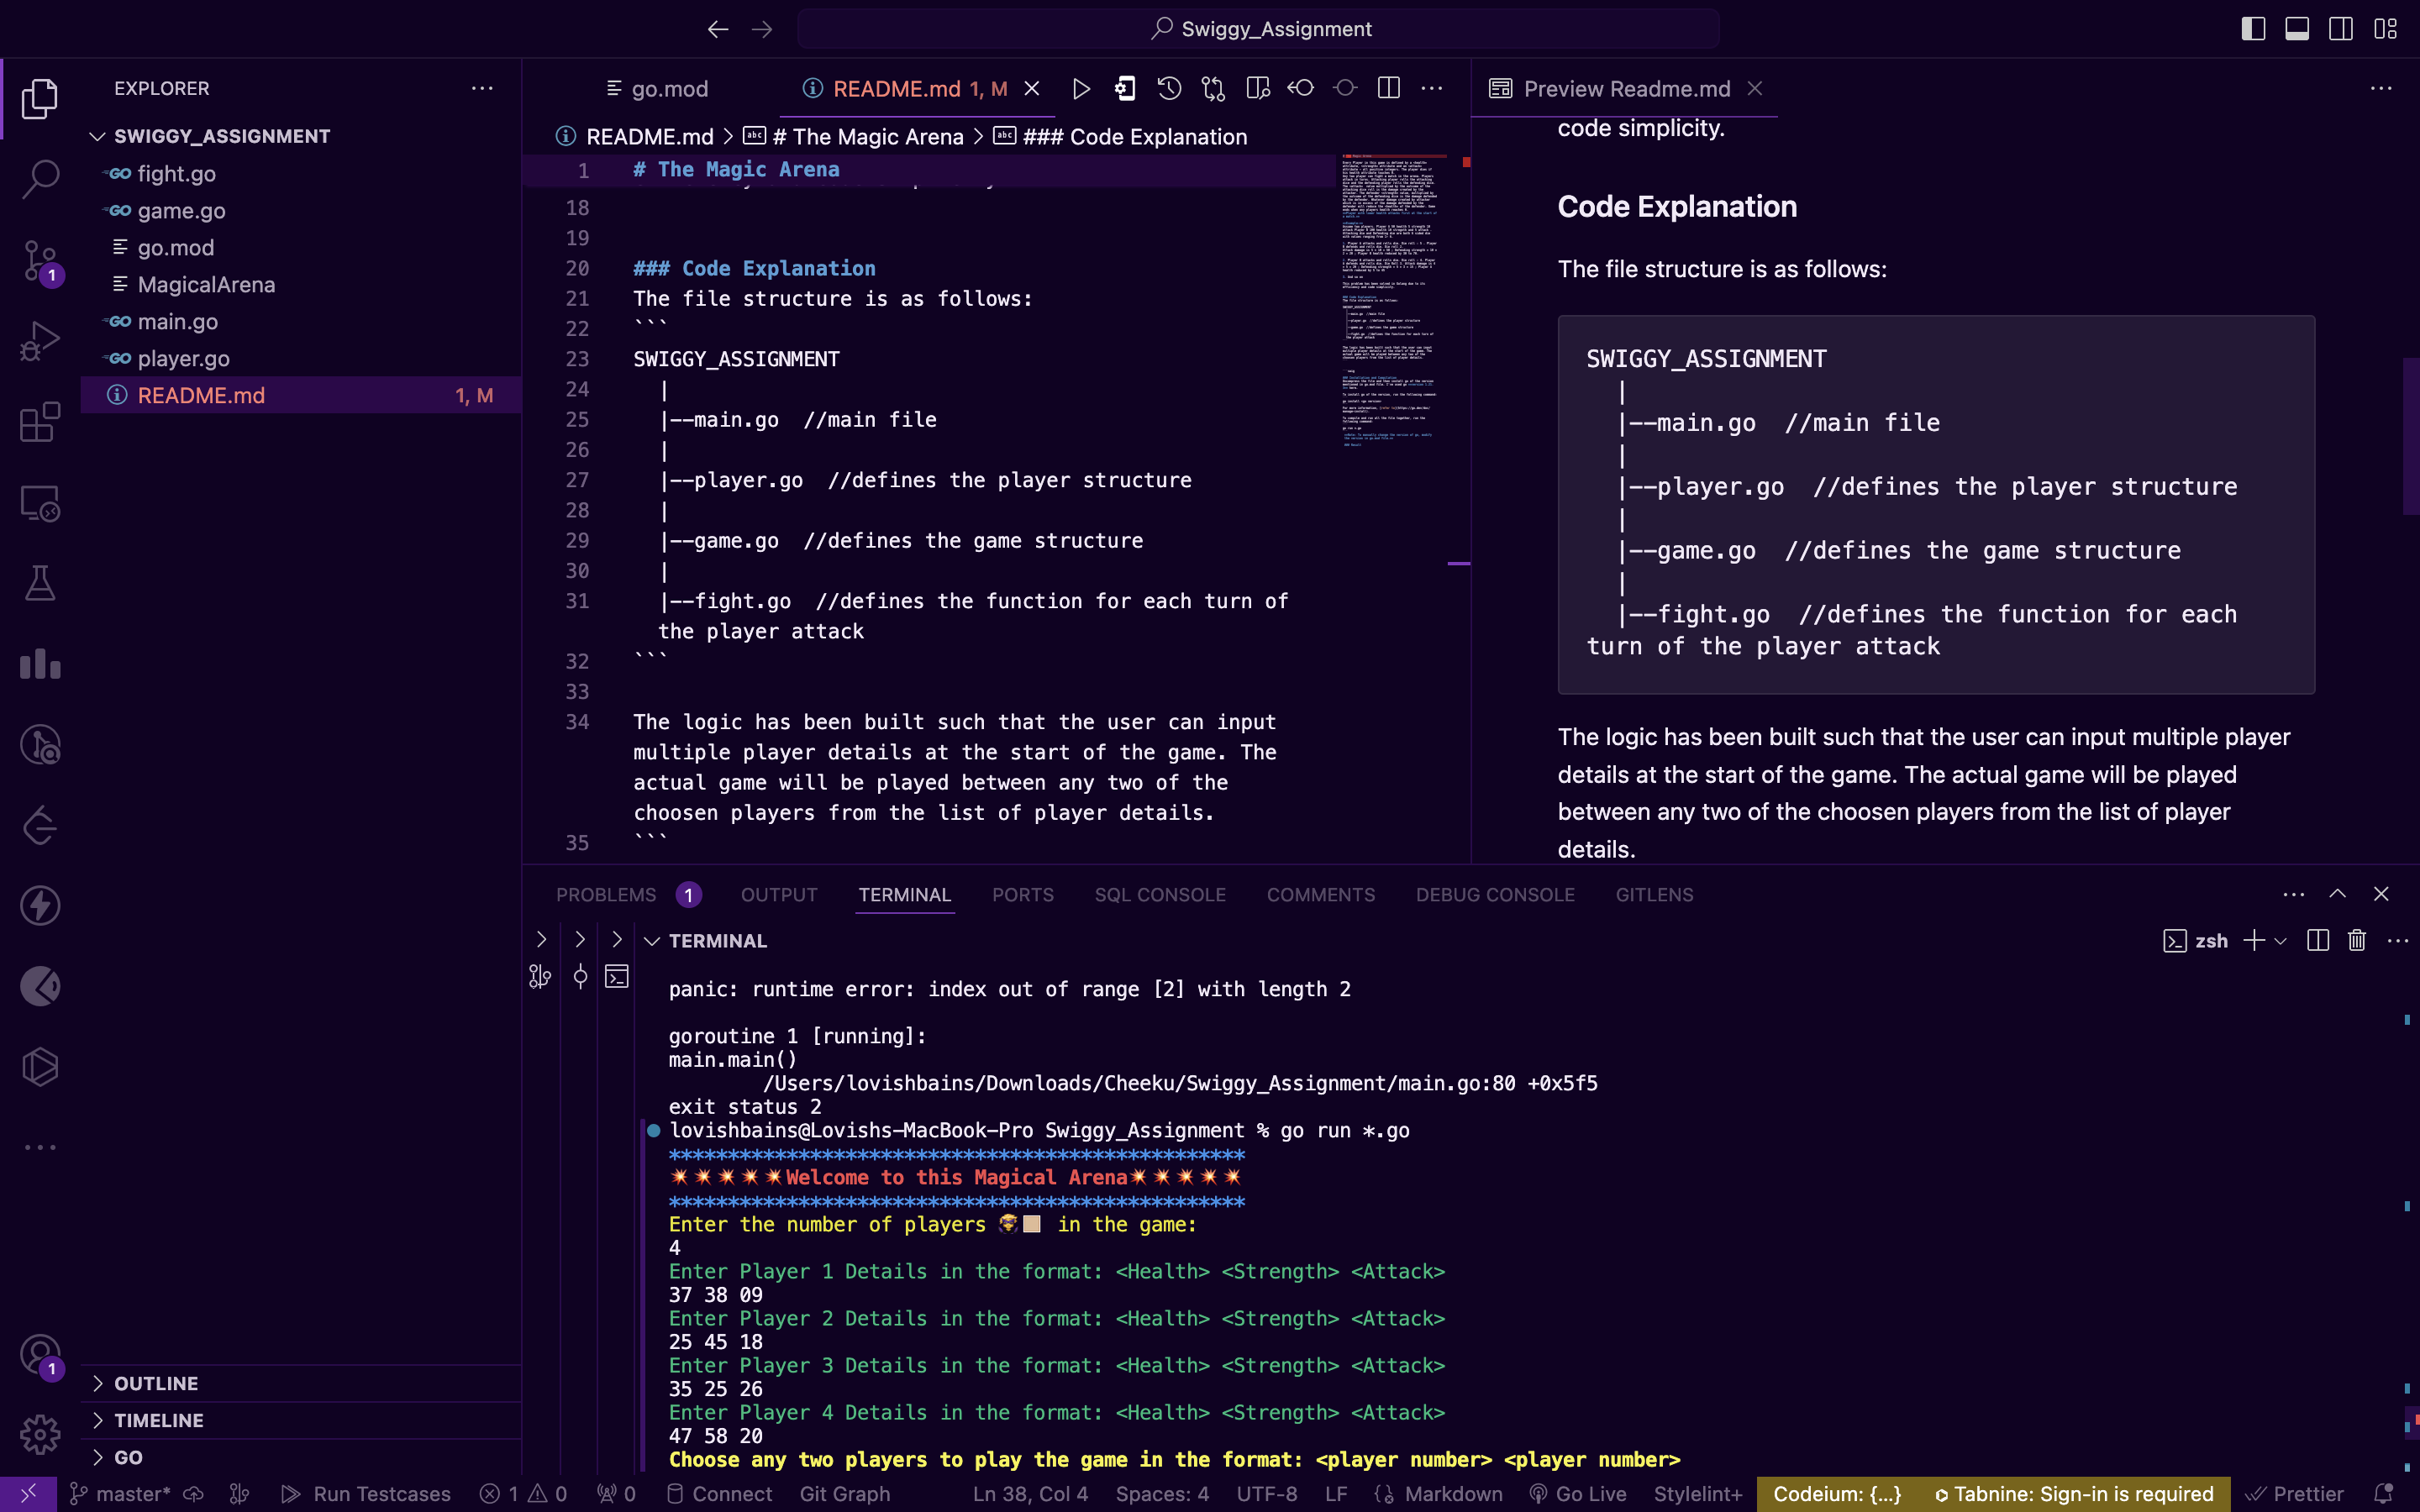 Swiggy_Assignment
EXPLORER
SWIGGY_ASSIGNMENT
GO fight.go
GO game.go
go.mod
MagicalArena
GO main.go
GO player.go
README.md 1, M
OUTLINE
TIMELINE
GO
1
1
go.mod
README.md 1, M
README.md > abc # The Magic Arena > abc ### Code Explanation
1 # The Magic Arena
18
19
20 ### Code Explanation
21 The file structure is as follows:
22 ```
23 SWIGGY_ASSIGNMENT
24 |
25 |--main.go //main file
26 |
27 |--player.go //defines the player structure
28 |
29 |--game.go //defines the game structure
30 |
31 |--fight.go //defines the function for each turn of
the player attack
32 ```
33
34 The logic has been built such that the user can input
multiple player details at the start of the game. The
actual game will be played between any two of the
choosen players from the list of player details.
35 ```
Preview Readme.md
code simplicity.
Code Explanation
The file structure is as follows:
SWIGGY_ASSIGNMENT
|
|--main.go //main file
|
|--player.go //defines the player structure
|
|--game.go //defines the game structure
|
|--fight.go //defines the function for each
turn of the player attack
The logic has been built such that the user can input multiple player
details at the start of the game. The actual game will be played
between any two of the choosen players from the list of player
details.
PROBLEMS 1 OUTPUT TERMINAL PORTS SQL CONSOLE COMMENTS DEBUG CONSOLE GITLENS
TERMINAL
zsh
panic: runtime error: index out of range [2] with length 2
goroutine 1 [running]:
main.main()
/Users/lovishbains/Downloads/Cheeku/Swiggy_Assignment/main.go:80 +0x5f5
exit status 2
lovishbains@Lovishs-MacBook-Pro Swiggy_Assignment % go run *.go
*************************************************
💥💥💥💥💥Welcome to this Magical Arena💥💥💥💥💥
*************************************************
Enter the number of players in the game:
4
Enter Player 1 Details in the format: <Health> <Strength> <Attack>
37 38 09
Enter Player 2 Details in the format: <Health> <Strength> <Attack>
25 45 18
Enter Player 3 Details in the format: <Health> <Strength> <Attack>
35 25 26
Enter Player 4 Details in the format: <Health> <Strength> <Attack>
47 58 20
Choose any two players to play the game in the format: <player number> <player number>
master* Run Testcases 1 0 0 Connect Git Graph Ln 38, Col 4 Spaces: 4 UTF-8 LF Markdown Go Live Stylelint+ Codeium: {...} Tabnine: Sign-in is required Prettier